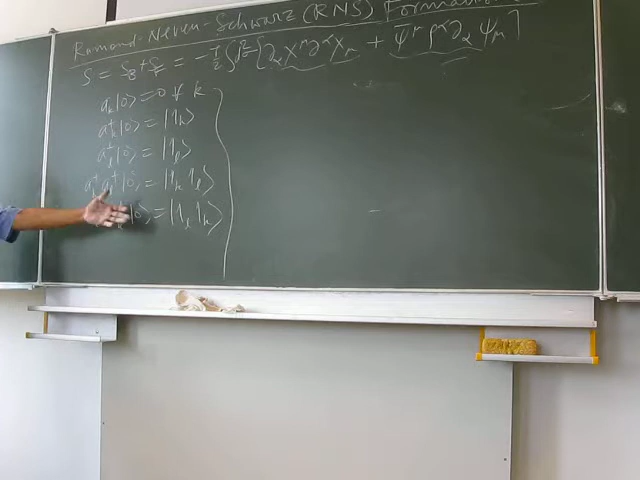 Ramond-Neveu-Schwarz (RNS) Formalism
S = S_B + S_F = -T/2 ∫d²σ [∂_α X^μ ∂^α X_μ + ψ̄^μ ρ^α ∂_α ψ_μ]
a_k|0> = 0 ∀ k
a_k^†|0> = |1_k>
a_l^†|0> = |1_l>
a_k^† a_l^†|0> = |1_k 1_l>
|0> = |1_l 1_k>